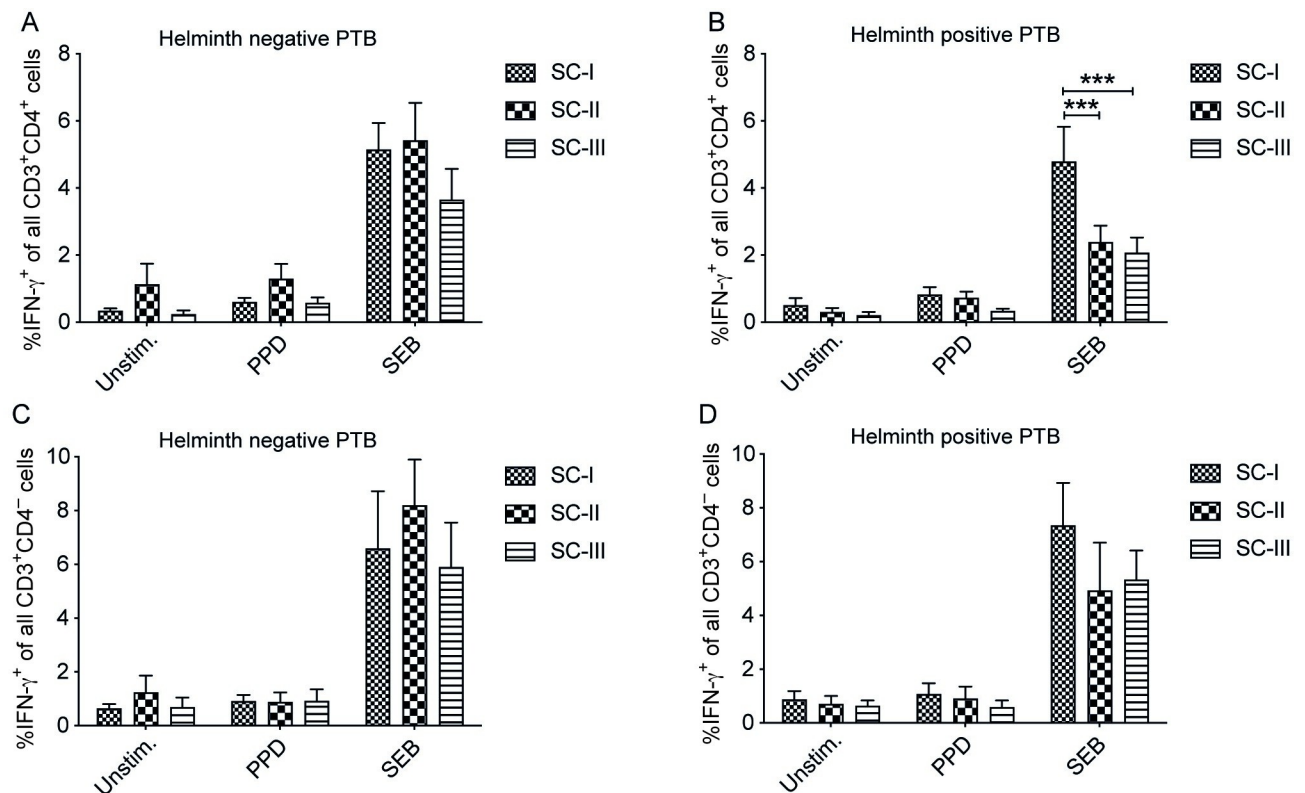 A
Helminth negative PTB
%IFN-γ⁺ of all CD3⁺CD4⁺ cells
8
6
4
2
0
Unstim.
PPD
SEB
SC-I
SC-II
SC-III
B
Helminth positive PTB
%IFN-γ⁺ of all CD3⁺CD4⁺ cells
8
6
4
2
0
***
***
Unstim.
PPD
SEB
SC-I
SC-II
SC-III
C
Helminth negative PTB
%IFN-γ⁺ of all CD3⁺CD4⁻ cells
10
8
6
4
2
0
Unstim.
PPD
SEB
SC-I
SC-II
SC-III
D
Helminth positive PTB
%IFN-γ⁺ of all CD3⁺CD4⁻ cells
10
8
6
4
2
0
Unstim.
PPD
SEB
SC-I
SC-II
SC-III